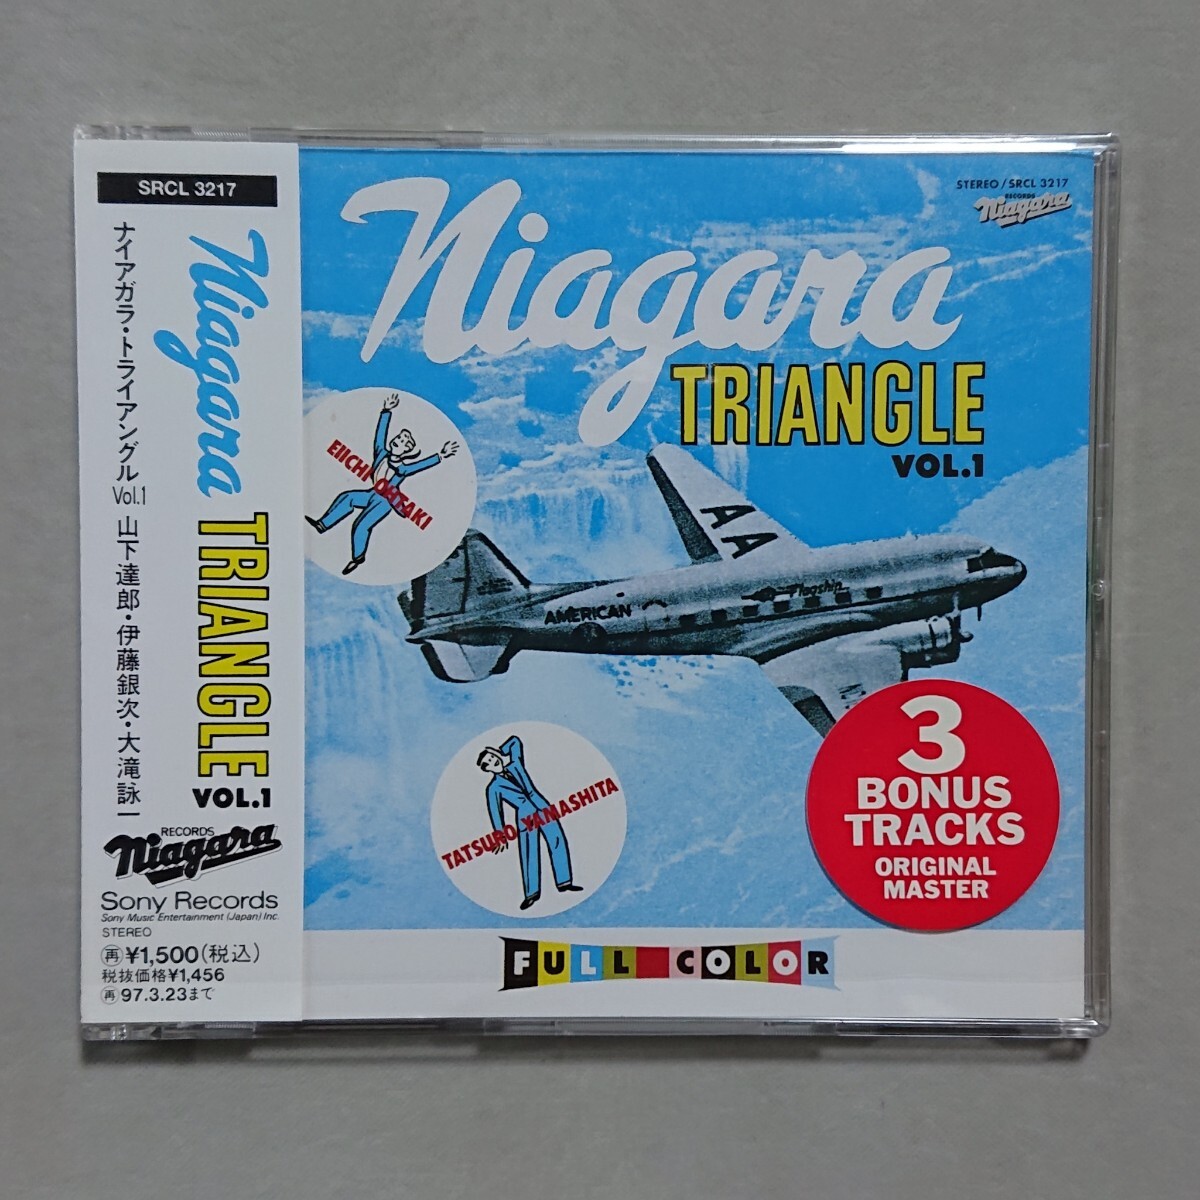 SRCL 3217
ナイアガラ・トライアングル Vol.1 山下達郎・伊藤銀次・大滝詠一
Niagara TRIANGLE VOL.1
RECORDS
Niagara
Sony Records
Sony Music Entertainment (Japan) Inc.
STEREO
再¥1,500(税込)
税抜価格¥1,456
再97.3.23まで
STEREO/SRCL 3217
RECORDS
Niagara
Niagara
TRIANGLE
VOL.1
EIICHI OHTAKI
AA
AMERICAN
Flagship
TATSURO YAMASHITA
3
BONUS
TRACKS
ORIGINAL
MASTER
FULL COLOR